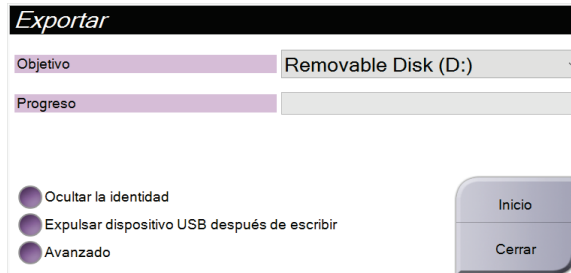 Exportar
Objetivo
Removable Disk (D:)
Progreso
Ocultar la identidad
Expulsar dispositivo USB después de escribir
Avanzado
Inicio
Cerrar